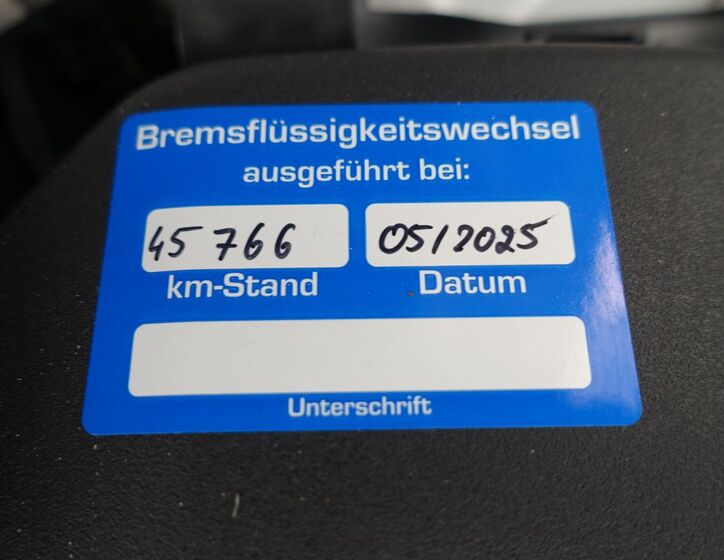 Bremsflüssigkeitswechsel
ausgeführt bei:
45 766 05/2025
km-Stand Datum
Unterschrift